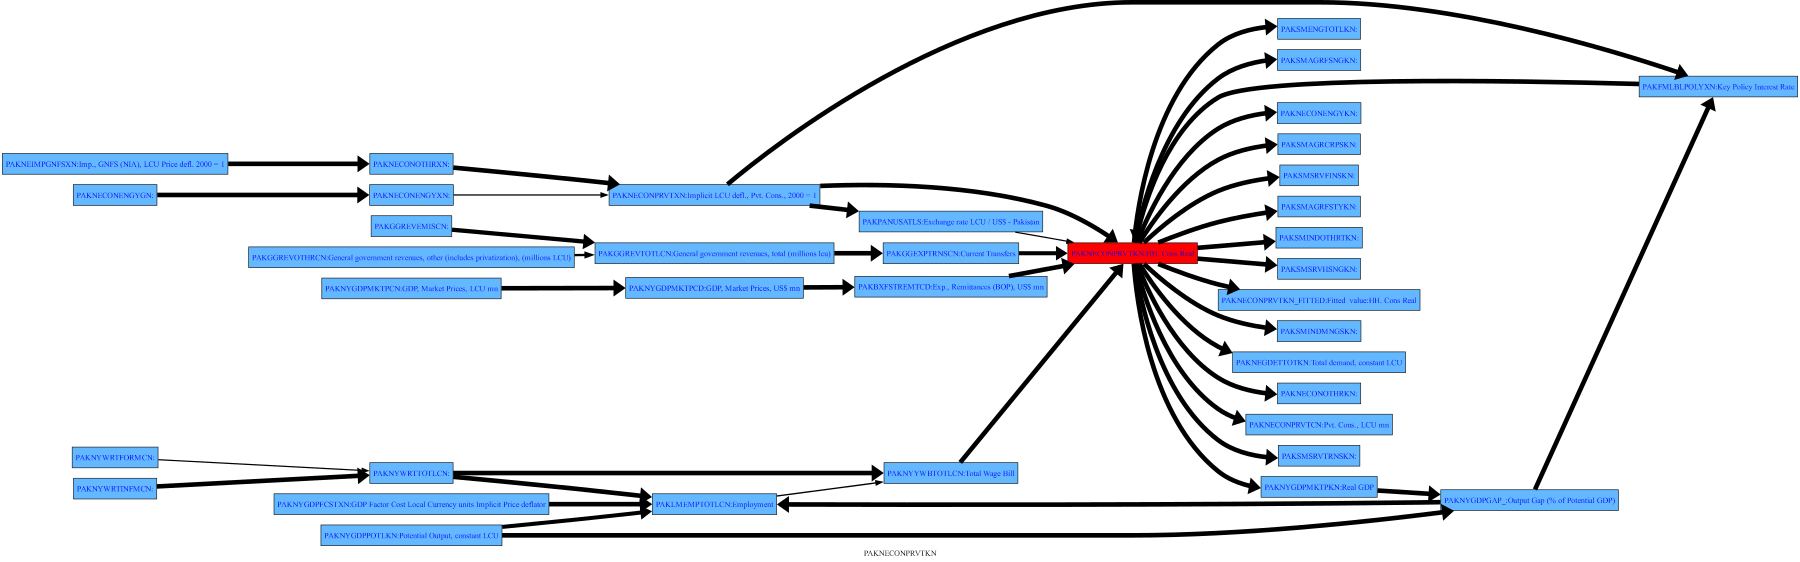 PAKSMENGTOTLKN:
PAKSMAGRFSNGKN:
PAKFMLBLPOLYXN:Key Policy Interest Rate
PAKNECONENGYKN:
PAKSMAGRCRPSKN:
PAKNEIMPGNFSXN:Imp., GNFS (NIA), LCU Price defl. 2000 = 1
PAKNECONOTHRXN:
PAKSMSRVFINSKN:
PAKNECONENGYGN:
PAKNECONENGYXN:
PAKNECONPRVTXN:Implicit LCU defl., Pvt. Cons., 2000 = 1
PAKSMAGRFSTYKN:
PAKPANUSATLS:Exchange rate LCU / US$ - Pakistan
PAKGGREVEMISCN:
PAKSMINDOTHRTKN:
PAKGGREVOTHRCN:General government revenues, other (includes privatization), (millions LCU)
PAKGGREVTOTLCN:General government revenues, total (millions lcu)
PAKGGEXPTRNSCN:Current Transfers
PAKNECONPRVTKN:HH. Cons Real
PAKSMSRVHSNGKN:
PAKNYGDPMKTPCN:GDP, Market Prices, LCU mn
PAKNYGDPMKTPCD:GDP, Market Prices, US$ mn
PAKBXFSTREMTCD:Exp., Remittances (BOP), US$ mn
PAKNECONPRVTKN_FITTED:Fitted value:HH. Cons Real
PAKSMINDMNGSKN:
PAKNEGDETTOTKN:Total demand, constant LCU
PAKNECONOTHRKN:
PAKNECONPRVTCN:Pvt. Cons., LCU mn
PAKSMSRVTRNSKN:
PAKNYWRTFORMCN:
PAKNYWRTTOTLCN:
PAKNYYWBTOTLCN:Total Wage Bill
PAKNYWRTINFMCN:
PAKNYGDPMKTPKN:Real GDP
PAKNYGDPFCSTXN:GDP Factor Cost Local Currency units Implicit Price deflator
PAKLMEMPTOTLCN:Employment
PAKNYGDPGAP_:Output Gap (% of Potential GDP)
PAKNYGDPPOTLKN:Potential Output, constant LCU
PAKNECONPRVTKN